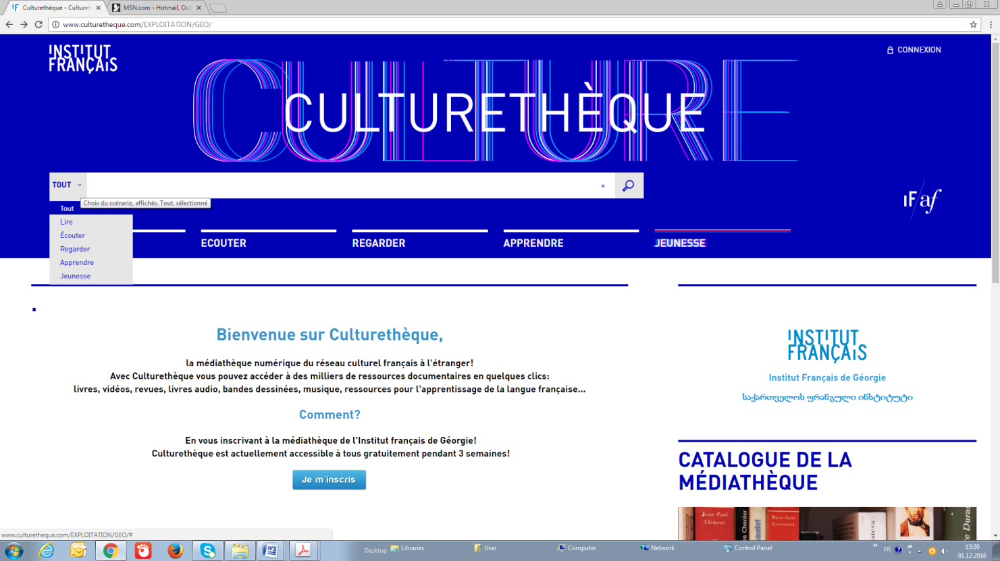 Culturethèque - Culturet
MSN.com - Hotmail, Out
www.culturetheque.com/EXPLOITATION/GEO/
INSTITUT
FRANÇAIS
CONNEXION
CULTURE
CULTURETHÈQUE
TOUT
Choix du scénario, affichés. Tout, sélectionné
Tout
Lire
Écouter
Regarder
Apprendre
Jeunesse
IF/af
ECOUTER
REGARDER
APPRENDRE
JEUNESSE
Bienvenue sur Culturethèque,
la médiathèque numérique du réseau culturel français à l'étranger!
Avec Culturethèque vous pouvez accéder à des milliers de ressources documentaires en quelques clics:
livres, vidéos, revues, livres audio, bandes dessinées, musique, ressources pour l'apprentissage de la langue française...
Comment?
En vous inscrivant à la médiathèque de l'Institut français de Géorgie!
Culturethèque est actuellement accessible à tous gratuitement pendant 3 semaines!
Je m'inscris
INSTITUT
FRANÇAIS
Institut Français de Géorgie
საქართველოს ფრანგული ინსტიტუტი
CATALOGUE DE LA
MÉDIATHÈQUE
Jean-Paul
Clément
Chénier
Marie-Anne
Duras
www.culturetheque.com/EXPLOITATION/GEO/#
Desktop
Libraries
User
Computer
Network
Control Panel
FR
13:30
01.12.2016